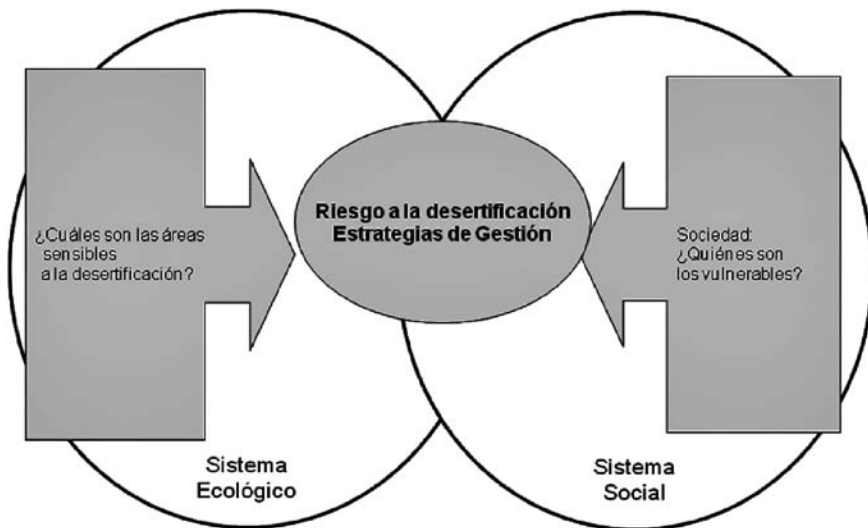 ¿Cuáles son las áreas
sensibles
a la desertificación?
Riesgo a la desertificación
Estrategias de Gestión
Sociedad:
¿Quiénes son
los vulnerables?
Sistema
Ecológico
Sistema
Social